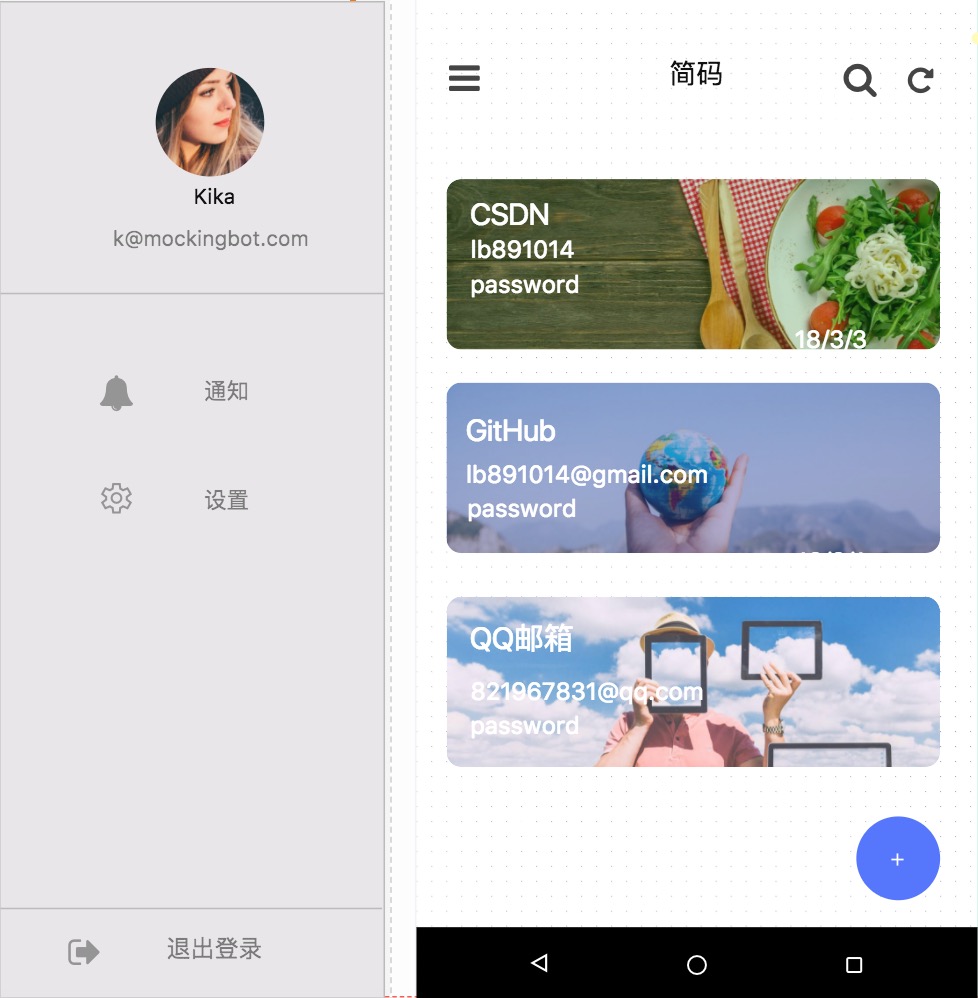 Kika
k@mockingbot.com
通知
设置
退出登录
简码
CSDN
lb891014
password
18/3/3
GitHub
lb891014@gmail.com
password
QQ邮箱
821967831@qq.com
password
+